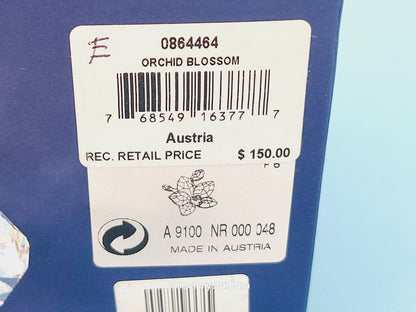 E
0864464
ORCHID BLOSSOM
7 68549 16377 7
Austria
REC. RETAIL PRICE $ 150.00
A 9100 NR 000 048
MADE IN AUSTRIA